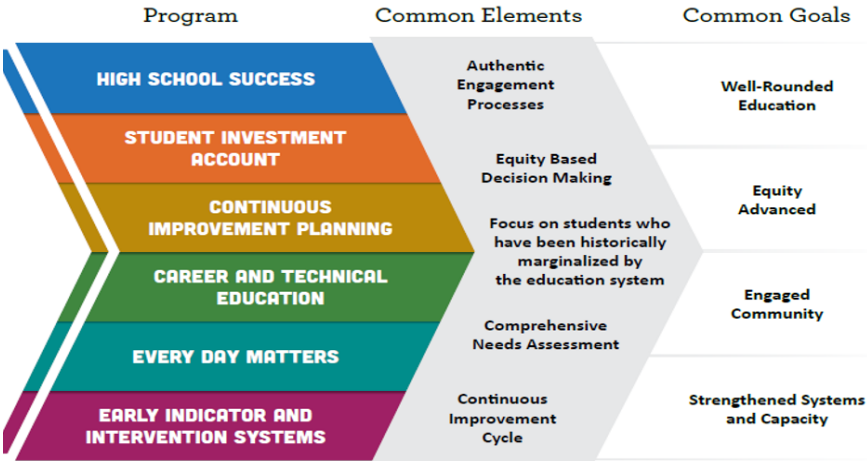 Program
Common Elements
Common Goals
HIGH SCHOOL SUCCESS
STUDENT INVESTMENT
ACCOUNT
CONTINUOUS
IMPROVEMENT PLANNING
CAREER AND TECHNICAL
EDUCATION
EVERY DAY MATTERS
EARLY INDICATOR AND
INTERVENTION SYSTEMS
Authentic
Engagement
Processes
Equity Based
Decision Making
Focus on students who
have been historically
marginalized by
the education system
Comprehensive
Needs Assessment
Continuous
Improvement
Cycle
Well-Rounded
Education
Equity
Advanced
Engaged
Community
Strengthened Systems
and Capacity